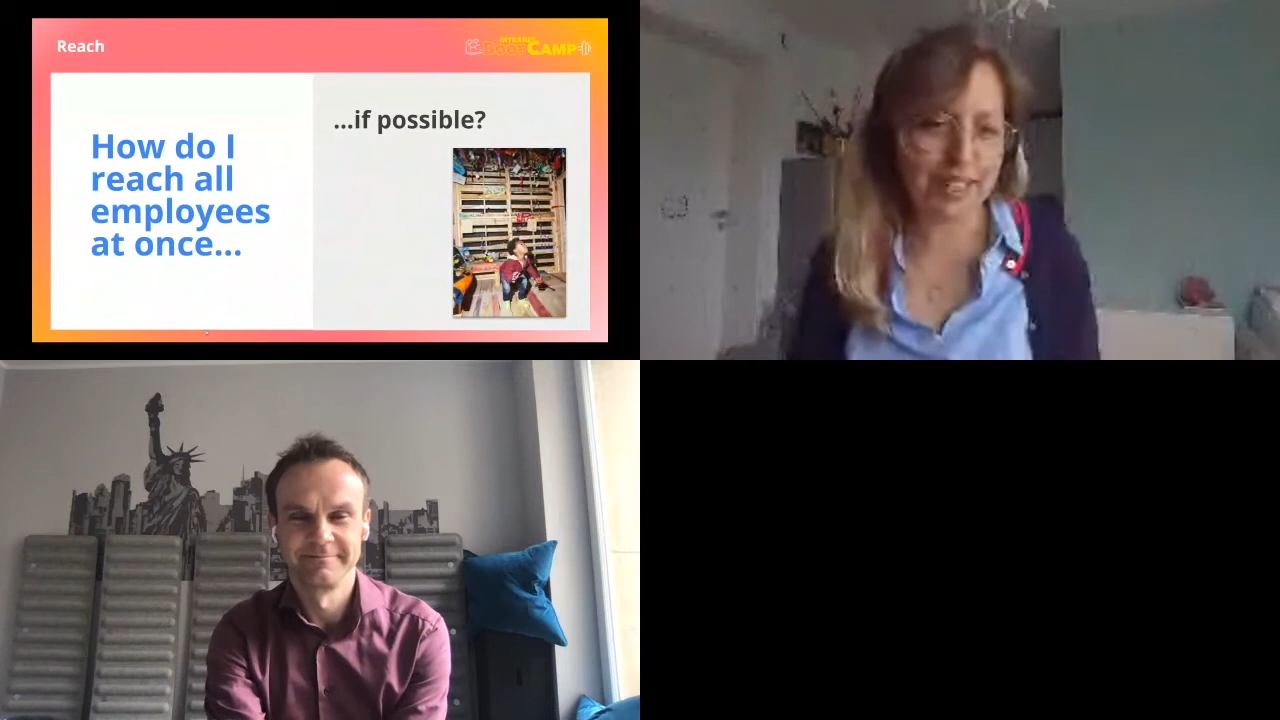 Reach
INTRANET
BOOTCAMP
How do I
reach all
employees
at once...
...if possible?